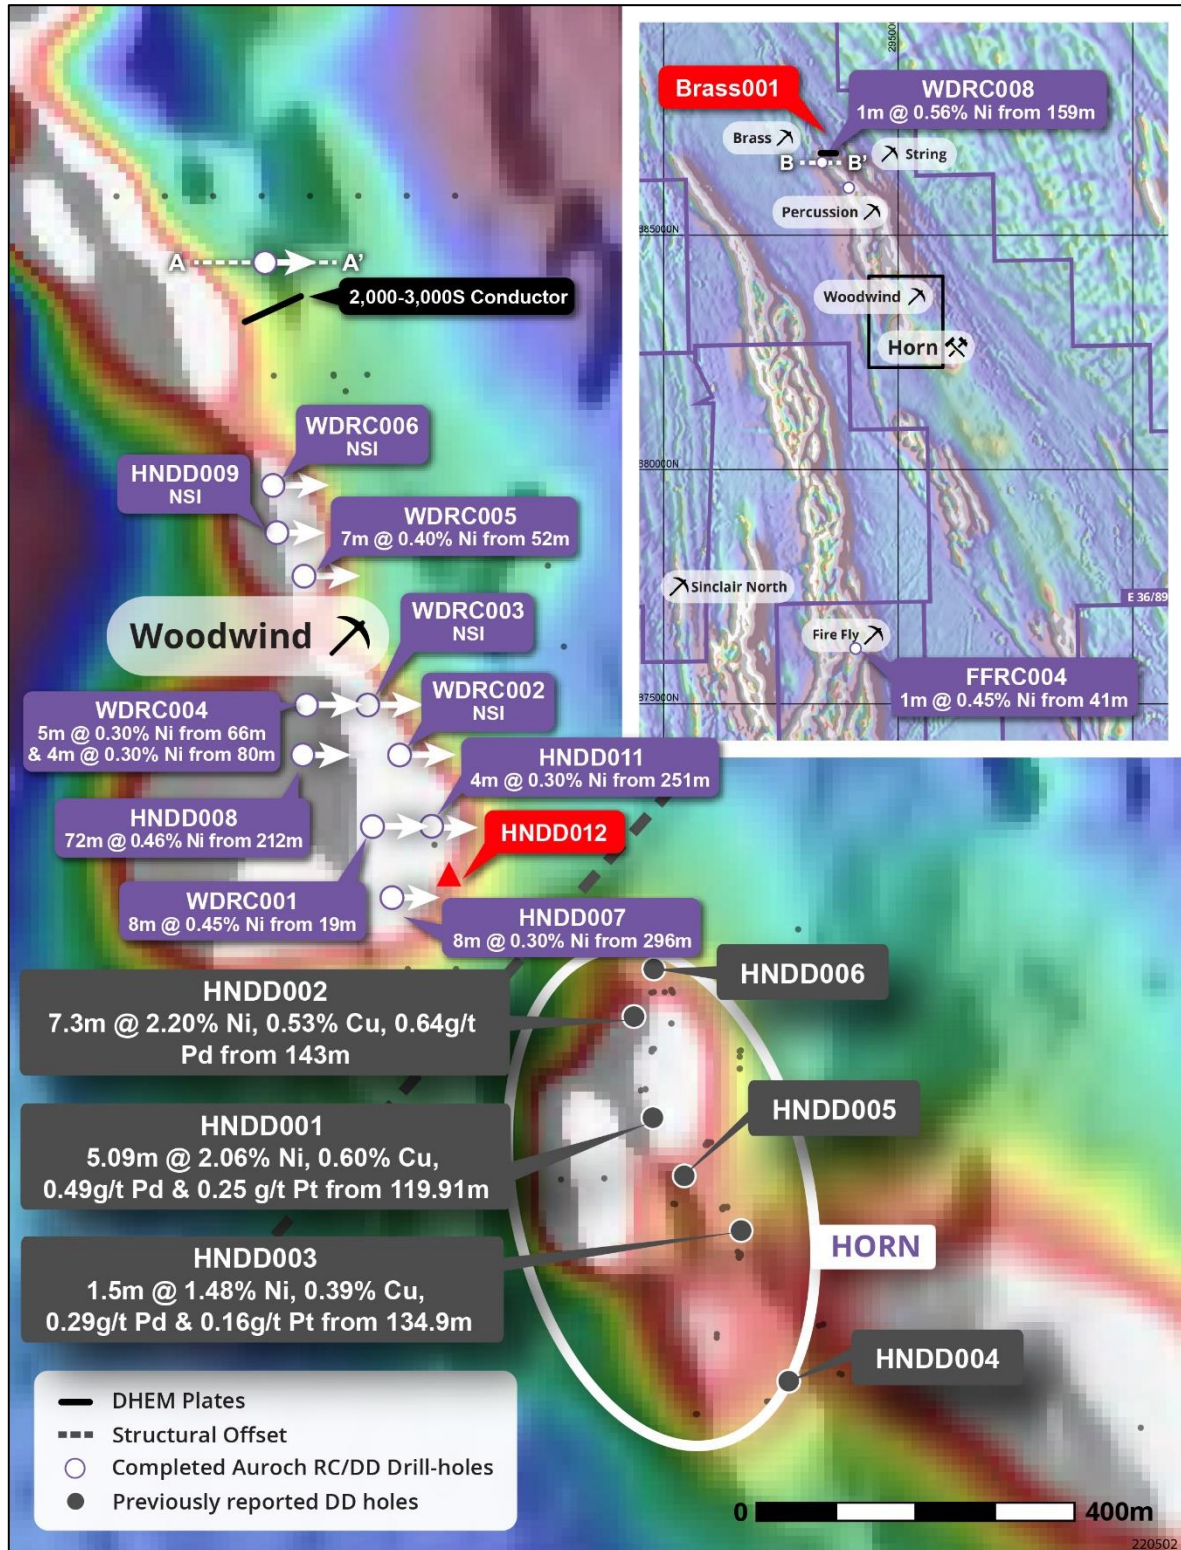 Brass001
WDRC008
1m @ 0.56% Ni from 159m
295000
Brass
B
B'
String
Percussion
885000N
Woodwind
Horn
880000N
Sinclair North
E 36/89
Fire Fly
FFRC004
1m @ 0.45% Ni from 41m
875000N
A
A'
2,000-3,000S Conductor
WDRC006
NSI
HNDD009
NSI
WDRC005
7m @ 0.40% Ni from 52m
Woodwind
WDRC003
NSI
WDRC002
NSI
WDRC004
5m @ 0.30% Ni from 66m
& 4m @ 0.30% Ni from 80m
HNDD011
4m @ 0.30% Ni from 251m
HNDD008
72m @ 0.46% Ni from 212m
HNDD012
WDRC001
8m @ 0.45% Ni from 19m
HNDD007
8m @ 0.30% Ni from 296m
HNDD006
HNDD002
7.3m @ 2.20% Ni, 0.53% Cu, 0.64g/t
Pd from 143m
HNDD005
HNDD001
5.09m @ 2.06% Ni, 0.60% Cu,
0.49g/t Pd & 0.25 g/t Pt from 119.91m
HORN
HNDD003
1.5m @ 1.48% Ni, 0.39% Cu,
0.29g/t Pd & 0.16g/t Pt from 134.9m
HNDD004
DHEM Plates
Structural Offset
Completed Auroch RC/DD Drill-holes
Previously reported DD holes
0
400m
220502